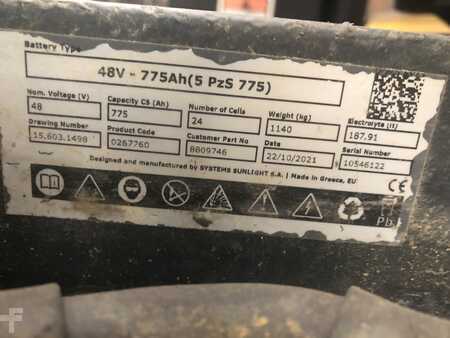 Battery Type
48V - 775Ah(5 PzS 775)
Nom. Voltage (V) Capacity C5 (Ah) Number of Cells Weight (kg) Electrolyte (lt)
48 775 24 1140 187.91
Drawing Number Product Code Customer Part No Date Serial Number
15.603.1498 0267760 8809746 22/10/2021 10546122
Designed and manufactured by SYSTEMS SUNLIGHT S.A. | Made in Greece, EU
CE
Pb
F